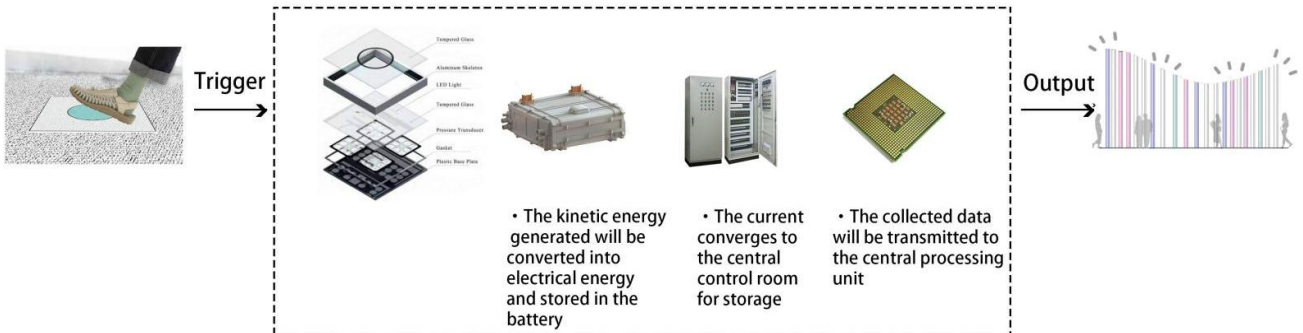 Trigger
Tempered Glass
Aluminum Skeleton
LED Light
Tempered Glass
Pressure Transducer
Gasket
Plastic Base Plate
・The kinetic energy
generated will be
converted into
electrical energy
and stored in the
battery
・The current
converges to
the central
control room
for storage
・The collected data
will be transmitted to
the central processing
unit
Output